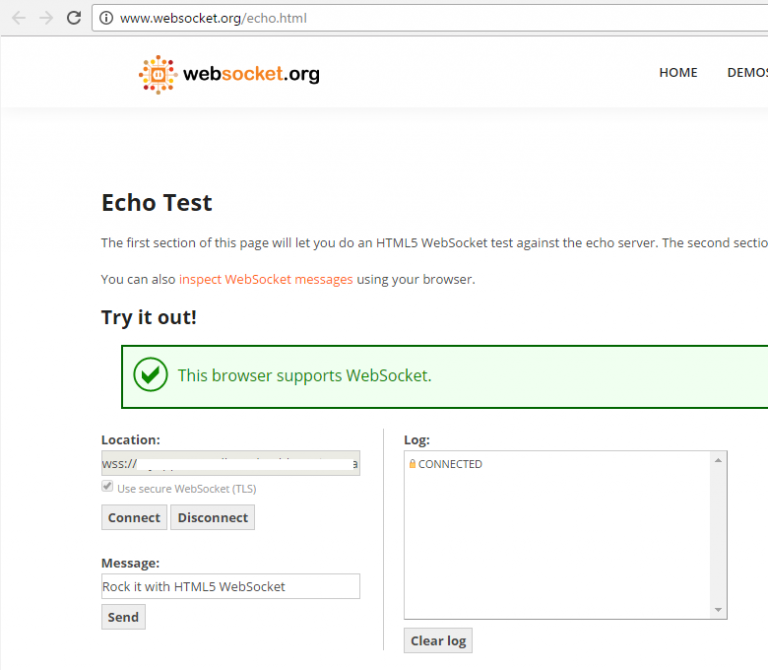 www.websocket.org/echo.html
websocket.org
HOME
DEMOS
Echo Test
The first section of this page will let you do an HTML5 WebSocket test against the echo server. The second sectio
You can also inspect WebSocket messages using your browser.
Try it out!
This browser supports WebSocket.
Location:
wss://
Use secure WebSocket (TLS)
Connect Disconnect
Message:
Rock it with HTML5 WebSocket
Send
Log:
CONNECTED
Clear log